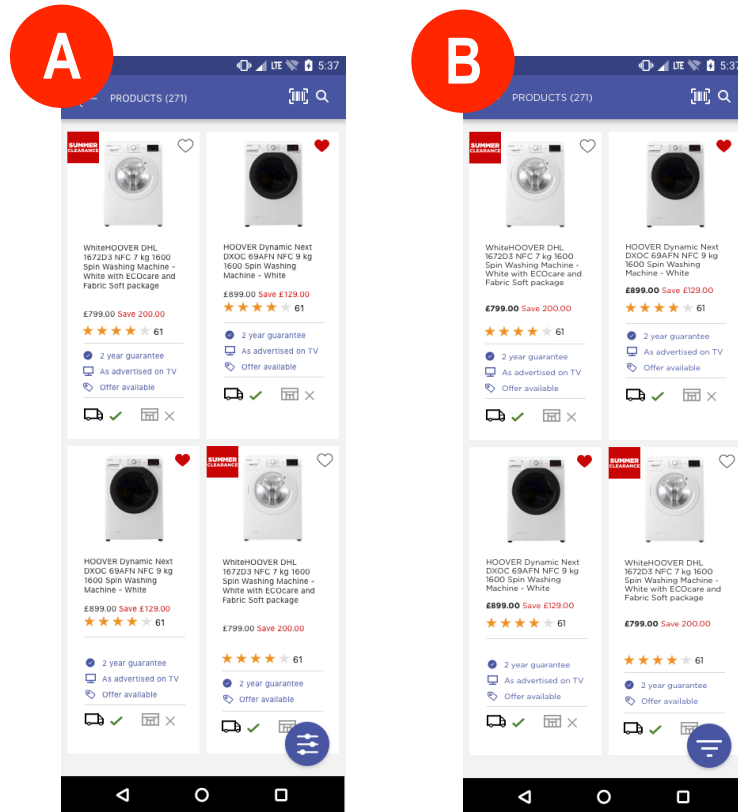 A
LTE 5:37
PRODUCTS (271)
SUMMER
CLEARANCE
WhiteHOOVER DHL
1672D3 NFC 7 kg 1600
Spin Washing Machine -
White with ECOcare and
Fabric Soft package
£799.00 Save 200.00
61
2 year guarantee
As advertised on TV
Offer available
HOOVER Dynamic Next
DXOC 69AFN NFC 9 kg
1600 Spin Washing
Machine - White
£899.00 Save £129.00
61
2 year guarantee
As advertised on TV
Offer available
HOOVER Dynamic Next
DXOC 69AFN NFC 9 kg
1600 Spin Washing
Machine - White
£899.00 Save £129.00
61
2 year guarantee
As advertised on TV
Offer available
SUMMER
CLEARANCE
WhiteHOOVER DHL
1672D3 NFC 7 kg 1600
Spin Washing Machine -
White with ECOcare and
Fabric Soft package
£799.00 Save 200.00
61
2 year guarantee
Offer available
B
LTE 5:37
PRODUCTS (271)
SUMMER
CLEARANCE
WhiteHOOVER DHL
1672D3 NFC 7 kg 1600
Spin Washing Machine -
White with ECOcare and
Fabric Soft package
£799.00 Save 200.00
61
2 year guarantee
As advertised on TV
Offer available
HOOVER Dynamic Next
DXOC 69AFN NFC 9 kg
1600 Spin Washing
Machine - White
£899.00 Save £129.00
61
2 year guarantee
As advertised on TV
Offer available
HOOVER Dynamic Next
DXOC 69AFN NFC 9 kg
1600 Spin Washing
Machine - White
£899.00 Save £129.00
61
2 year guarantee
As advertised on TV
Offer available
SUMMER
CLEARANCE
WhiteHOOVER DHL
1672D3 NFC 7 kg 1600
Spin Washing Machine -
White with ECOcare and
Fabric Soft package
£799.00 Save 200.00
61
2 year guarantee
Offer available